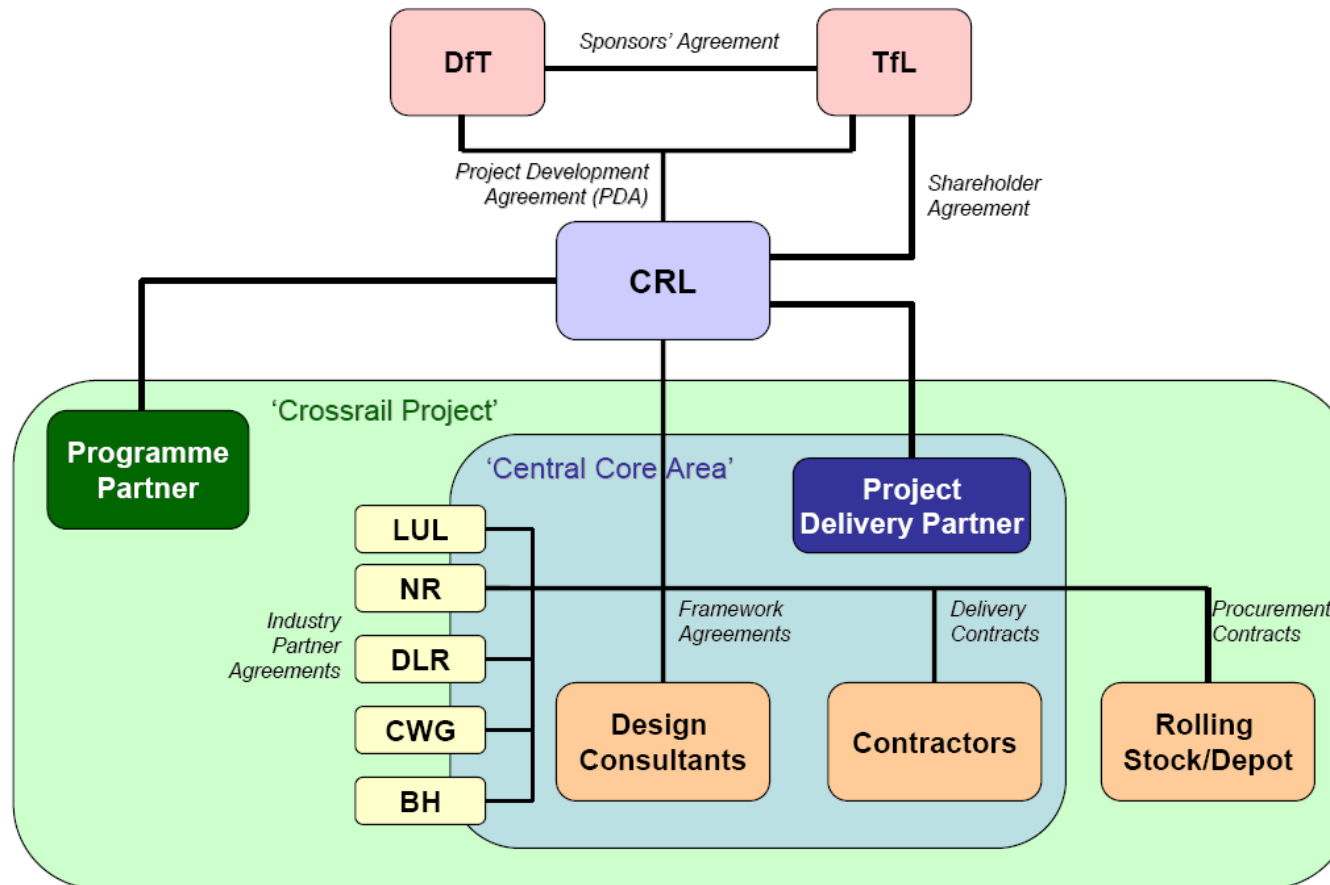 DfT
Sponsors’ Agreement
TfL
Project Development
Agreement (PDA)
Shareholder
Agreement
CRL
‘Crossrail Project’
Programme
Partner
‘Central Core Area’
Project
Delivery Partner
LUL
NR
Industry
Partner
Agreements
DLR
CWG
BH
Framework
Agreements
Delivery
Contracts
Procurement
Contracts
Design
Consultants
Contractors
Rolling
Stock/Depot